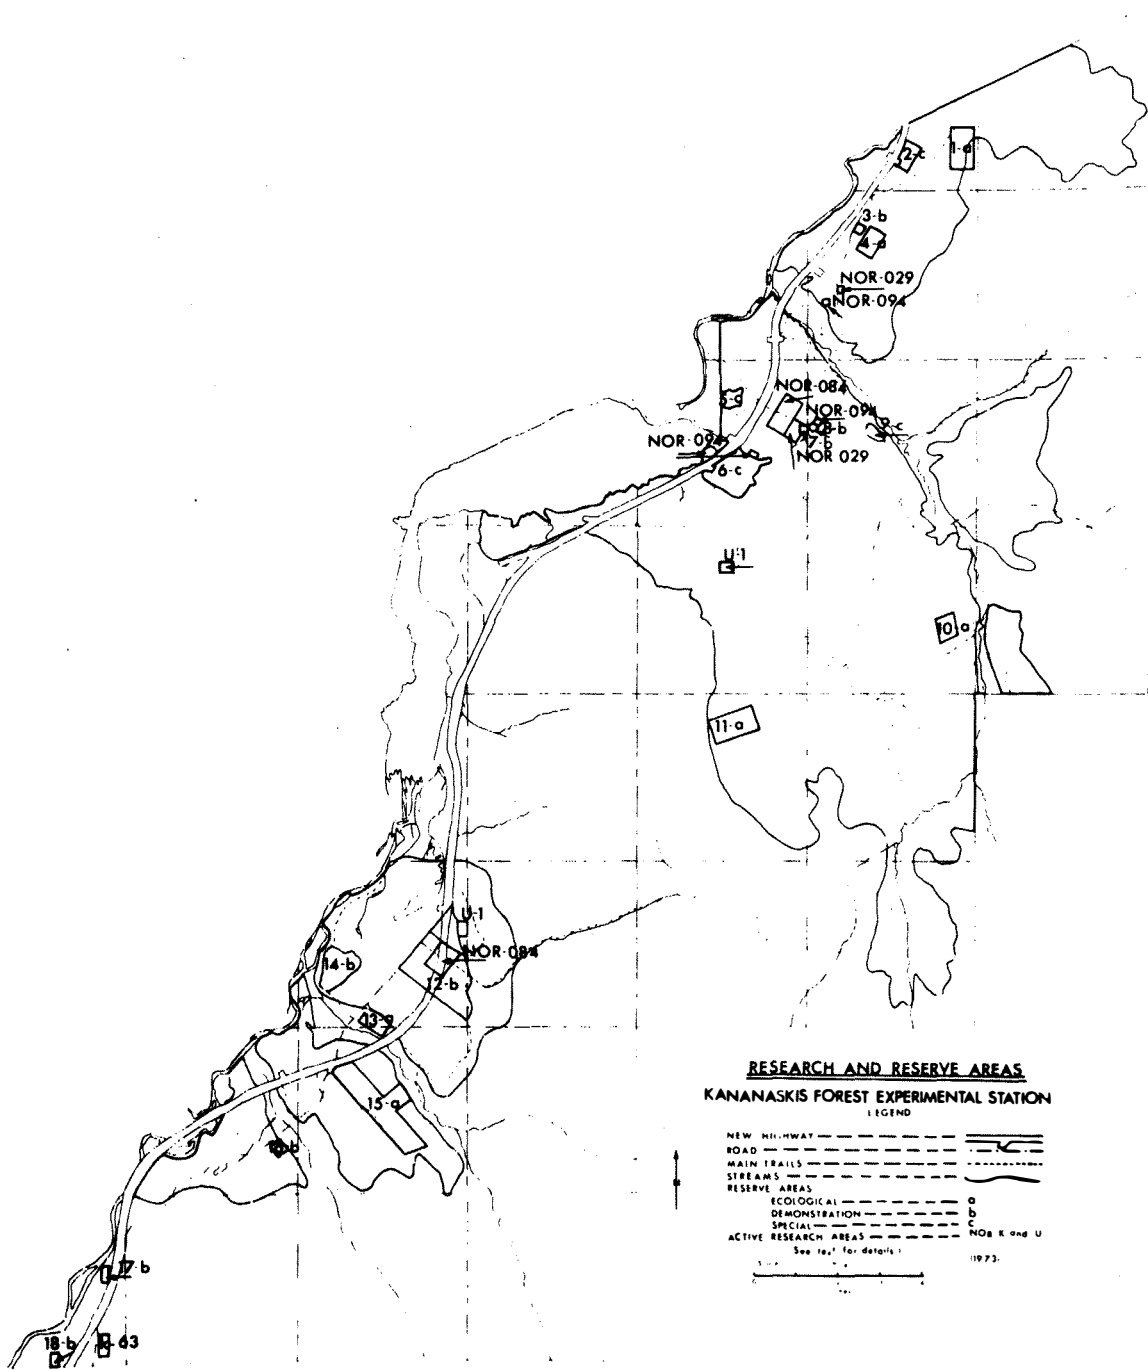 2-c
1-a
3-b
4-a
NOR-029
NOR-094
NOR-084
5-c
NOR-094
8-b
-c
NOR-094
7-b
NOR 029
6-c
U-1
10-a
11-a
U-1
NOR-084
14-b
12-b
13-a
15-a
b
17-b
18-b
63
RESEARCH AND RESERVE AREAS
KANANASKIS FOREST EXPERIMENTAL STATION
LEGEND
NEW HIGHWAY
ROAD
MAIN TRAILS
STREAMS
RESERVE AREAS
ECOLOGICAL a
DEMONSTRATION b
SPECIAL c
ACTIVE RESEARCH AREAS NOR K and U
See text for details
1973